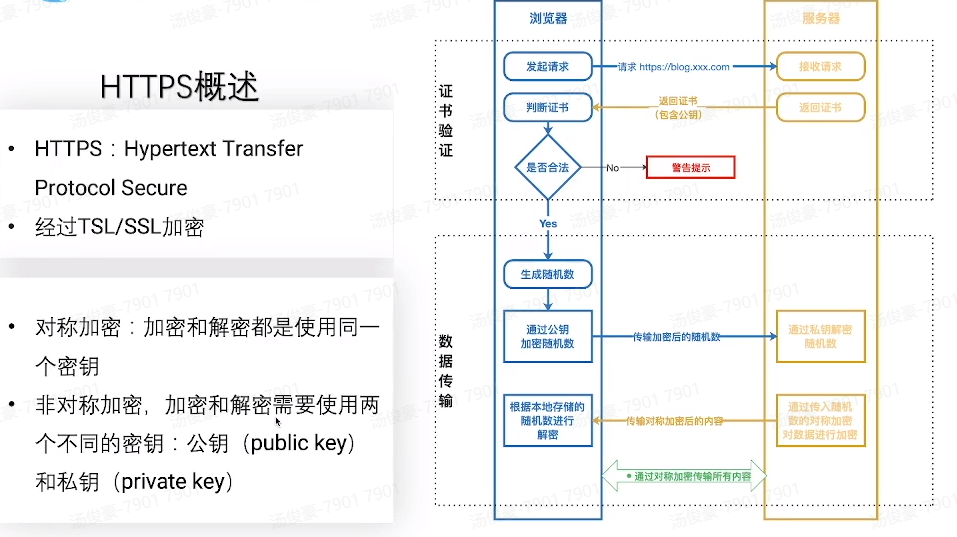 HTTPS概述
• HTTPS：Hypertext Transfer
Protocol Secure
• 经过TSL/SSL加密
• 对称加密：加密和解密都是使用同一
个密钥
• 非对称加密，加密和解密需要使用两
个不同的密钥：公钥（public key）
和私钥（private key）
浏览器
服务器
证书验证
发起请求
请求 https://blog.xxx.com
接收请求
判断证书
返回证书
（包含公钥）
返回证书
是否合法
No
警告提示
Yes
数据传输
生成随机数
通过公钥
加密随机数
传输加密后的随机数
通过私钥解密
随机数
根据本地存储的
随机数进行
解密
传输对称加密后的内容
通过传入随机
数的对称加密
对数据进行加密
• 通过对称加密传输所有内容
汤俊豪-7901 7901